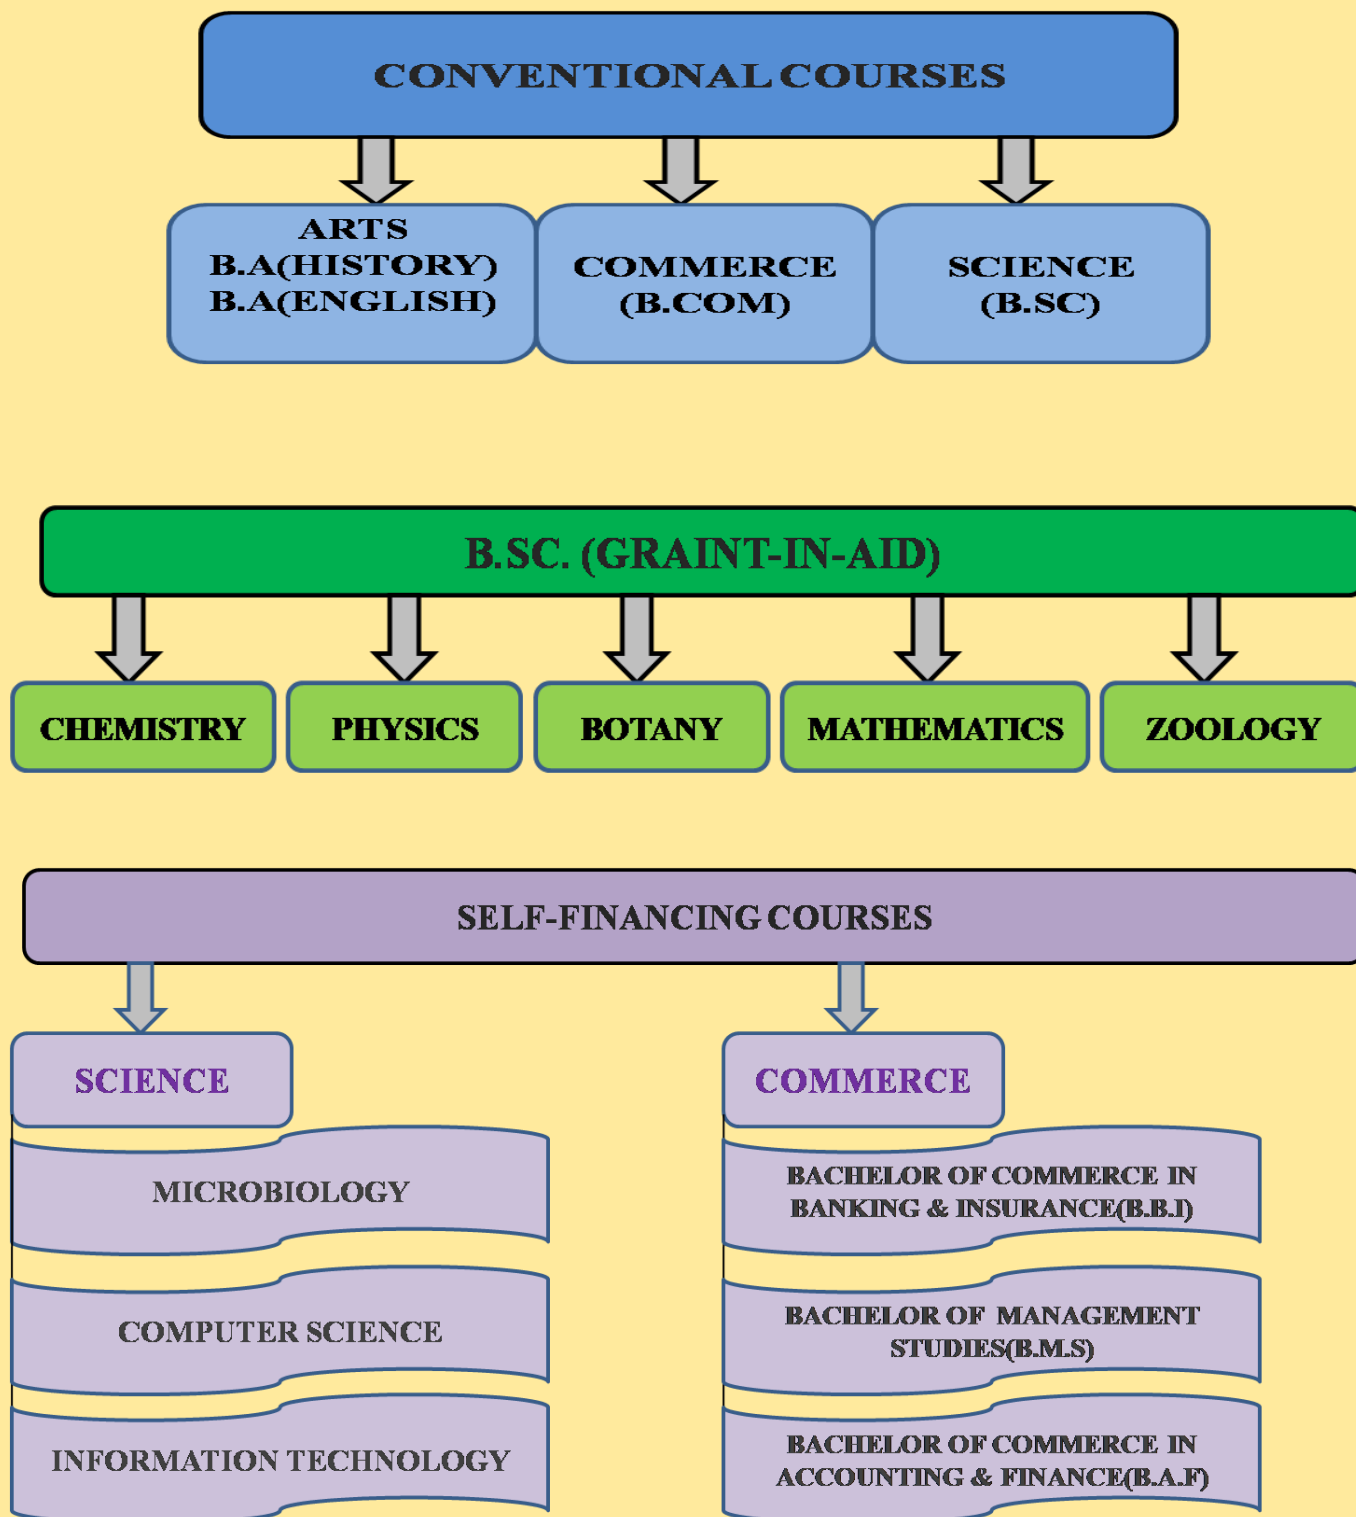 CONVENTIONAL COURSES
ARTS
B.A(HISTORY)
B.A(ENGLISH)
COMMERCE
(B.COM)
SCIENCE
(B.SC)
B.SC. (GRAINT-IN-AID)
CHEMISTRY
PHYSICS
BOTANY
MATHEMATICS
ZOOLOGY
SELF-FINANCING COURSES
SCIENCE
MICROBIOLOGY
COMPUTER SCIENCE
INFORMATION TECHNOLOGY
COMMERCE
BACHELOR OF COMMERCE IN
BANKING & INSURANCE(B.B.I)
BACHELOR OF MANAGEMENT
STUDIES(B.M.S)
BACHELOR OF COMMERCE IN
ACCOUNTING & FINANCE(B.A.F)